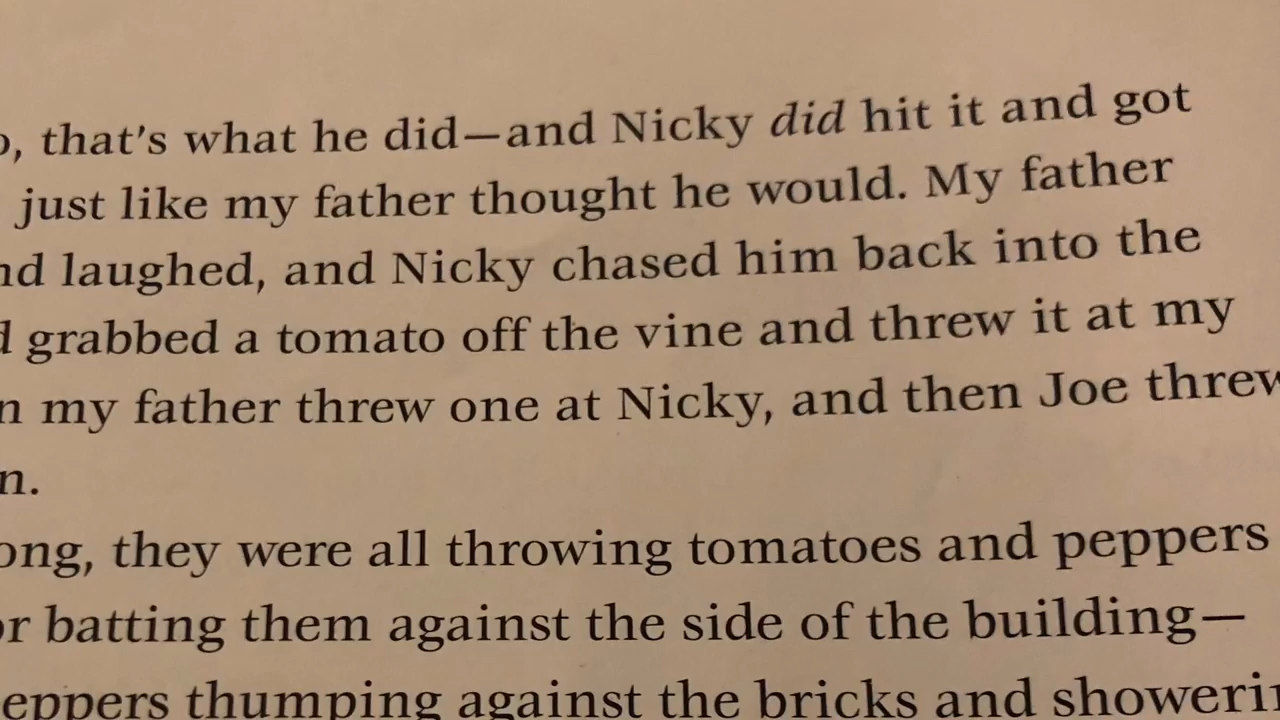 that's what he did—and Nicky did hit it and got
just like my father thought he would. My father
laughed, and Nicky chased him back into the
grabbed a tomato off the vine and threw it at my
my father threw one at Nicky, and then Joe threw
they were all throwing tomatoes and peppers
or batting them against the side of the building—
eppers thumping against the bricks and showerin